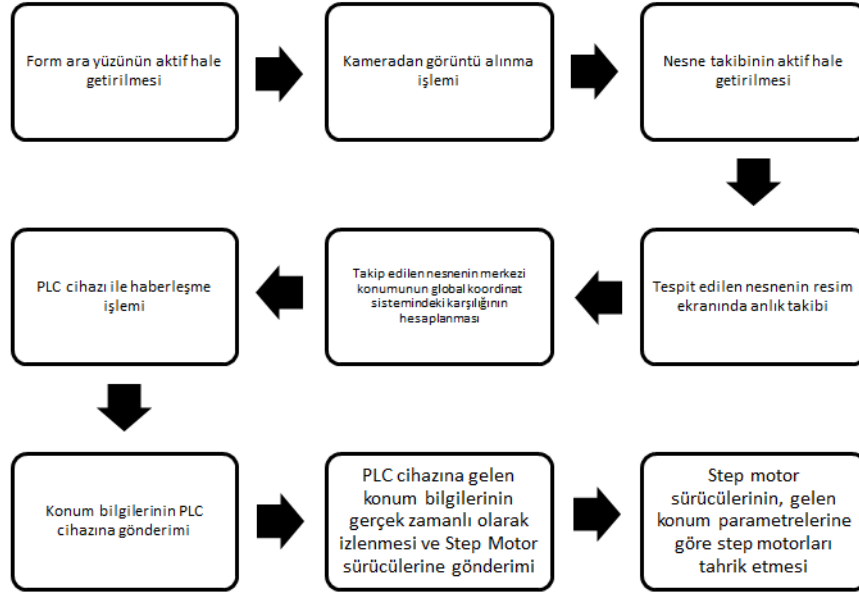 Form ara yüzünün aktif hale
getirilmesi
Kameradan görüntü alınma
işlemi
Nesne takibinin aktif hale
getirilmesi
Tespit edilen nesnenin resim
ekranında anlık takibi
Takip edilen nesnenin merkezi
konumunun global koordinat
sistemindeki karşılığının
hesaplanması
PLC cihazı ile haberleşme
işlemi
Konum bilgilerinin PLC
cihazına gönderimi
PLC cihazına gelen
konum bilgilerinin
gerçek zamanlı olarak
izlenmesi ve Step Motor
sürücülerine gönderimi
Step motor
sürücülerinin, gelen
konum parametrelerine
göre step motorları
tahrik etmesi